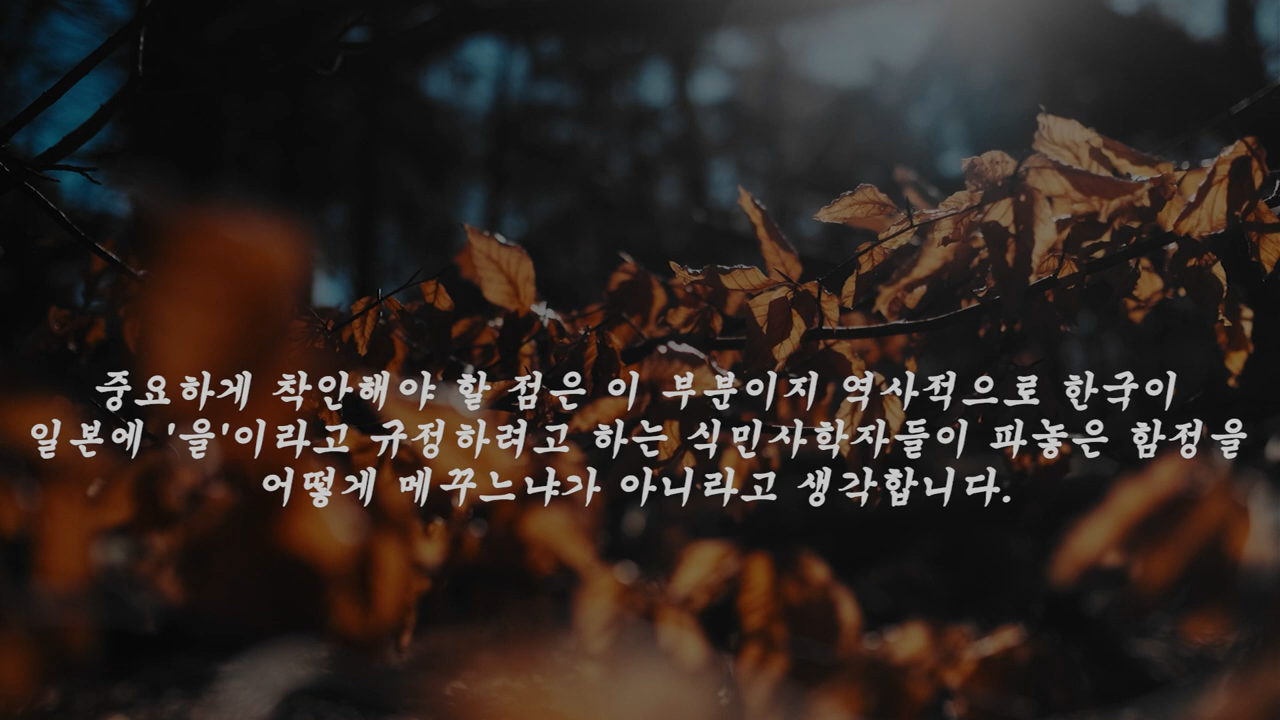 중요하게 착안해야 할 점은 이 부분이지 역사적으로 한국이
일본에 '을'이라고 규정하려고 하는 식민사학자들이 파놓은 함정을
어떻게 메꾸느냐가 아니라고 생각합니다.